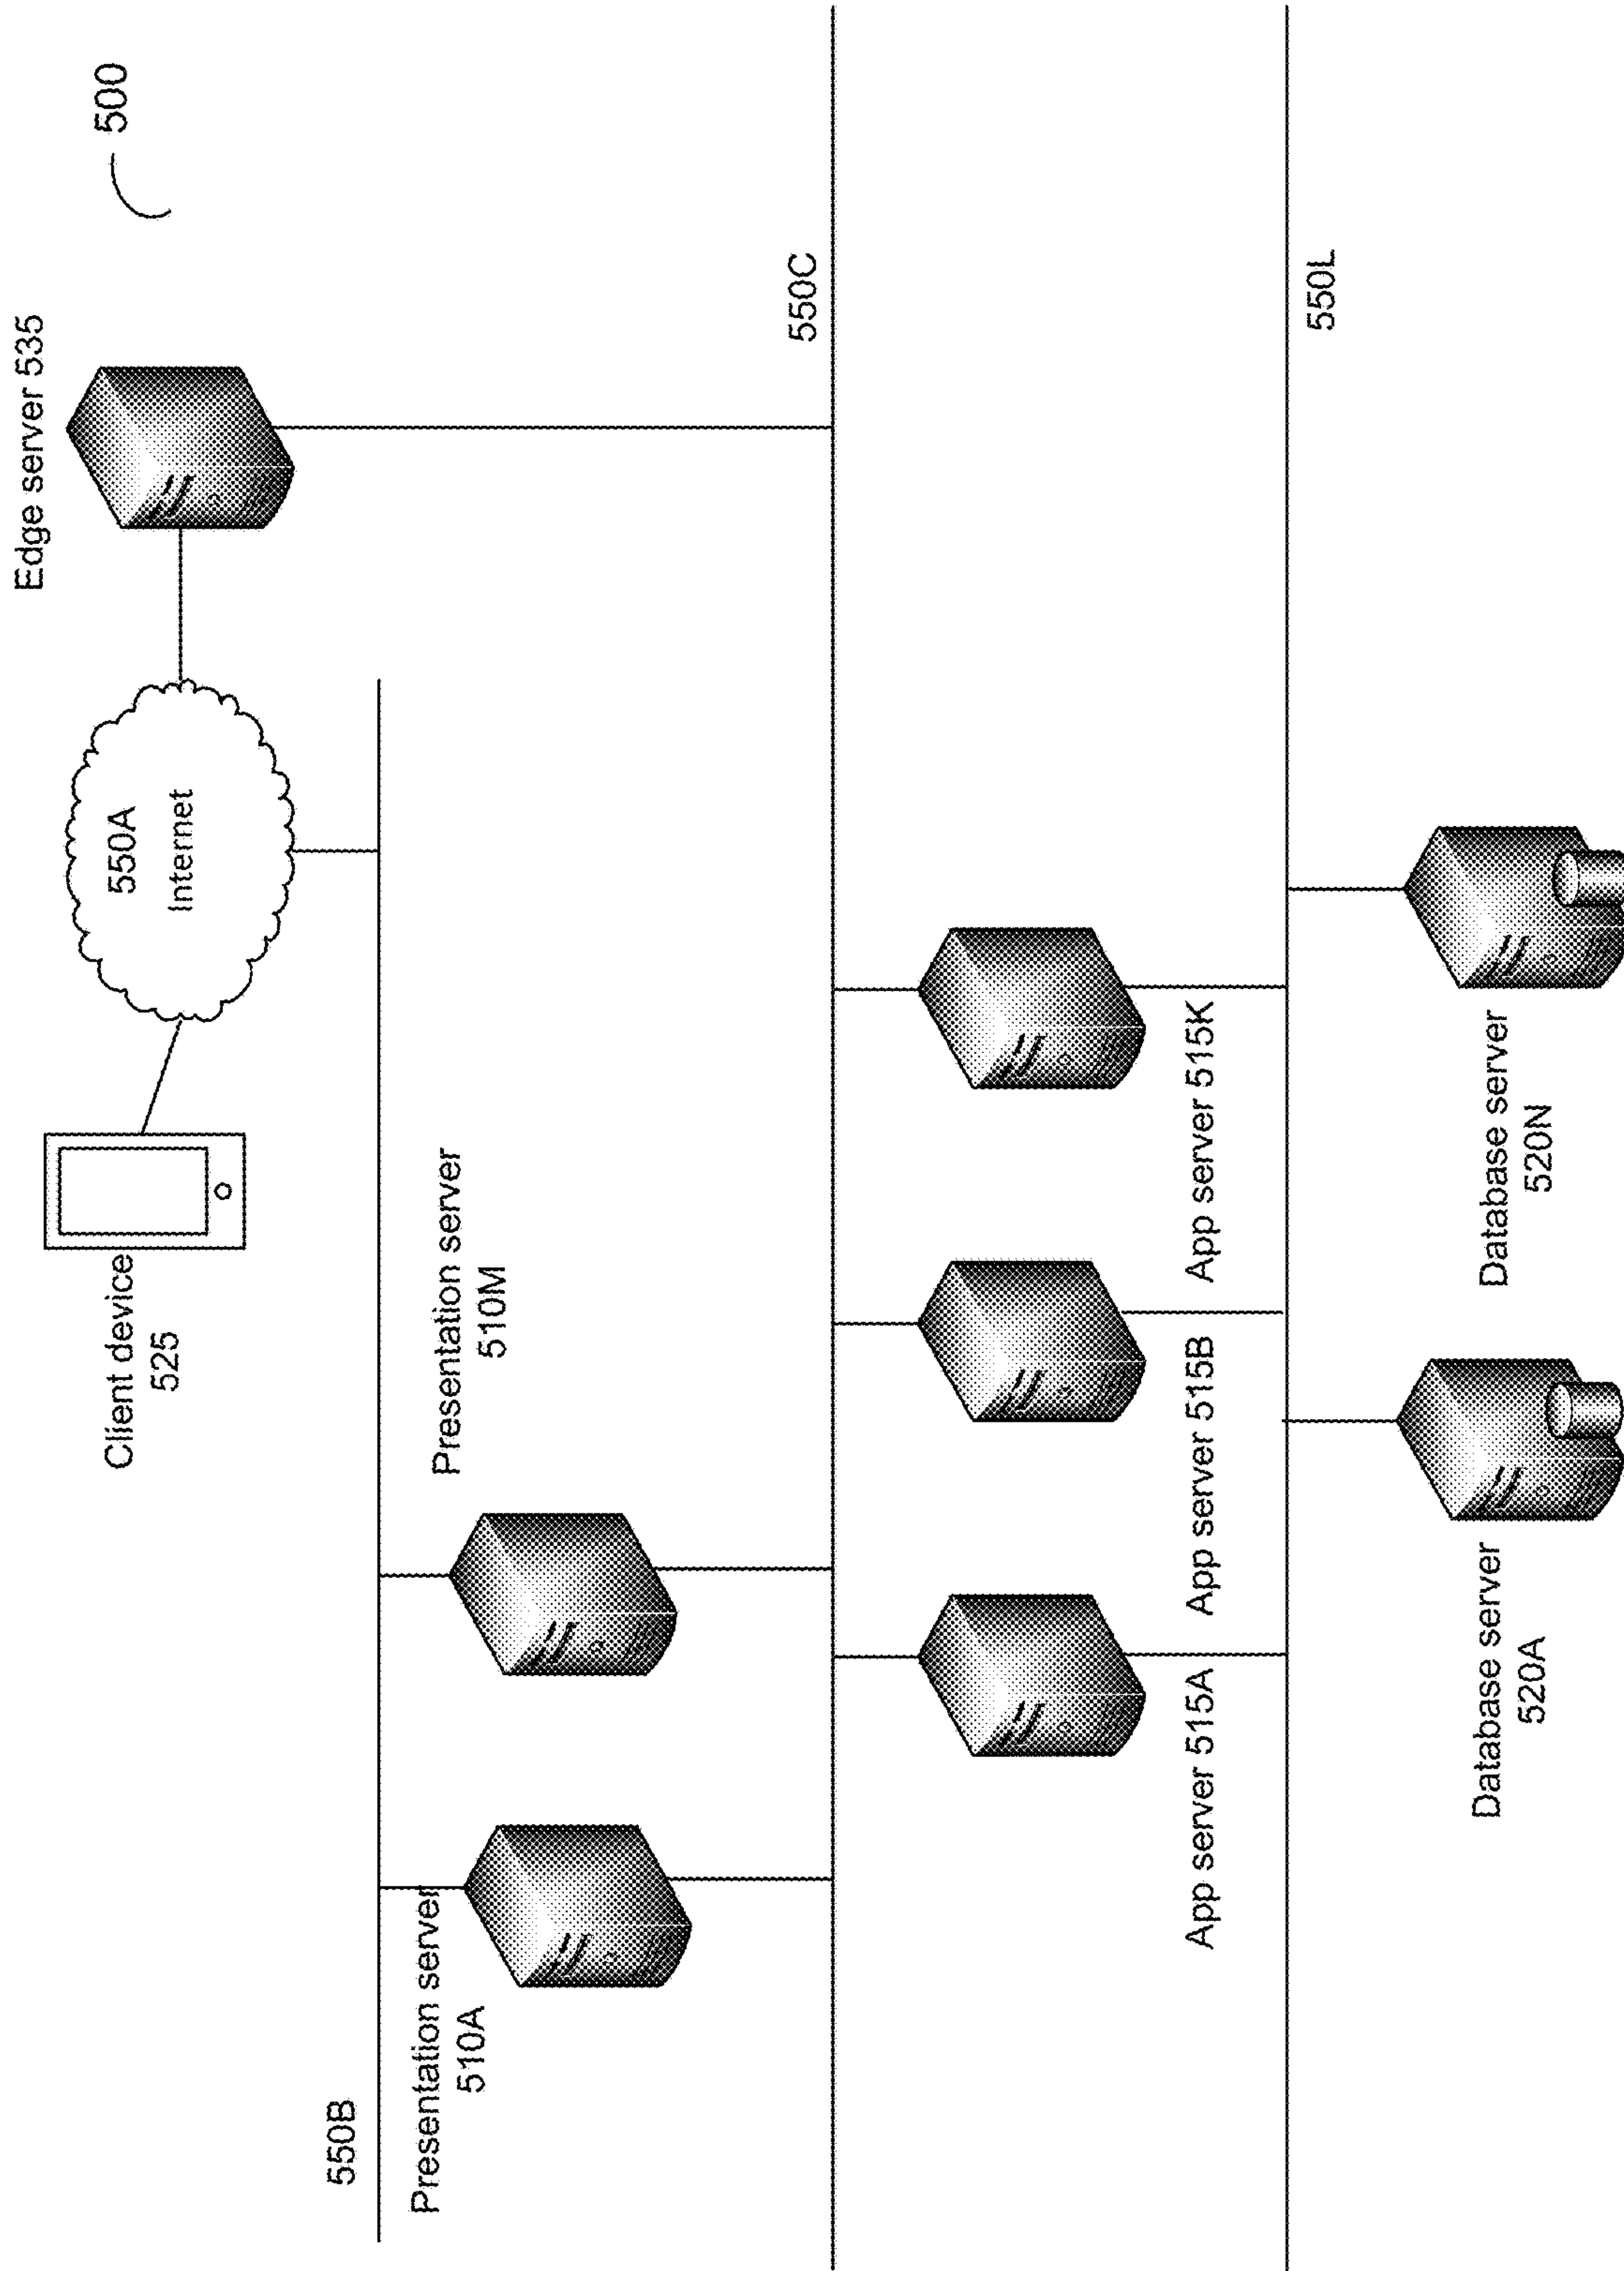 500
Edge server 535
550A
Internet
Client device
525
550B
Presentation server
510A
Presentation server
510M
550C
App server 515A
App server 515B
App server 515K
550L
Database server
520A
Database server
520N